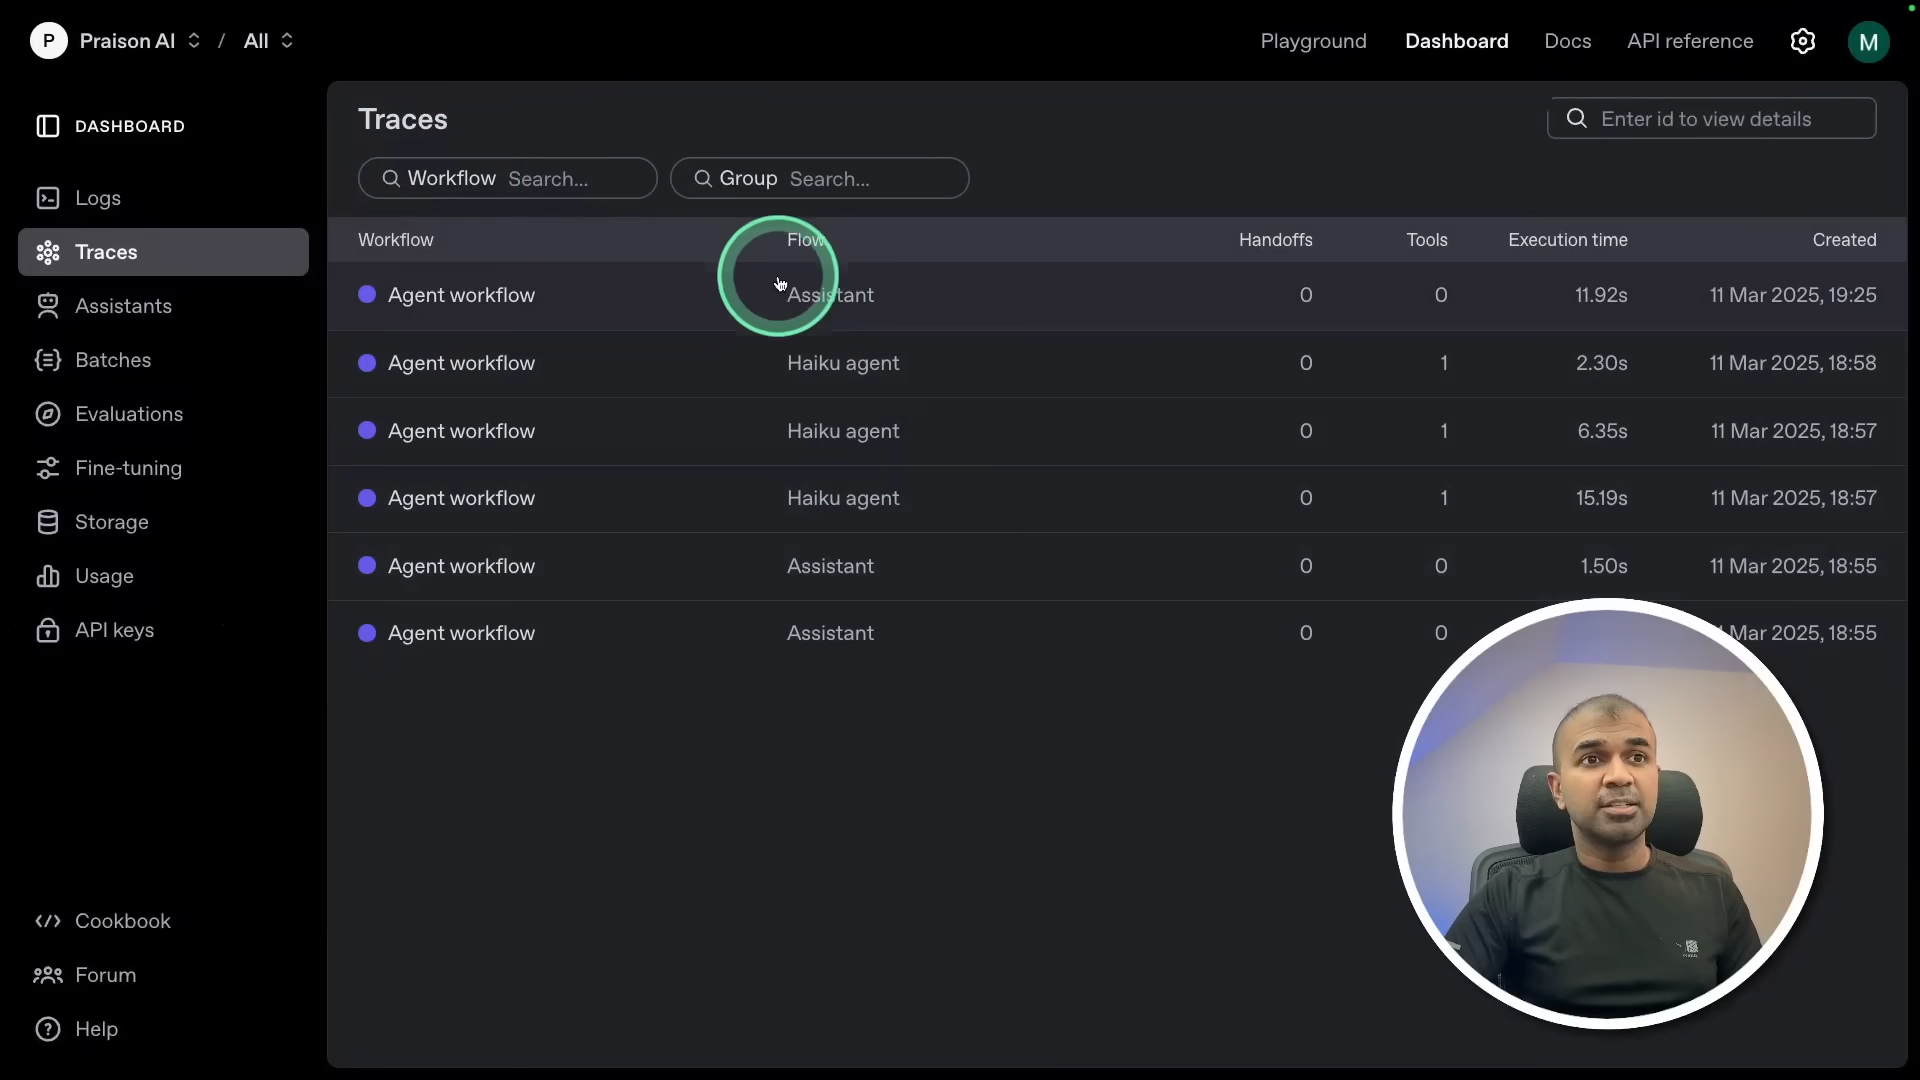 P Praison AI / All
Playground Dashboard Docs API reference M
DASHBOARD
Logs
Traces
Assistants
Batches
Evaluations
Fine-tuning
Storage
Usage
API keys
Cookbook
Forum
Help
Traces
Enter id to view details
Workflow Search... Group Search...
Workflow Flow Handoffs Tools Execution time Created
Agent workflow Assistant 0 0 11.92s 11 Mar 2025, 19:25
Agent workflow Haiku agent 0 1 2.30s 11 Mar 2025, 18:58
Agent workflow Haiku agent 0 1 6.35s 11 Mar 2025, 18:57
Agent workflow Haiku agent 0 1 15.19s 11 Mar 2025, 18:57
Agent workflow Assistant 0 0 1.50s 11 Mar 2025, 18:55
Agent workflow Assistant 0 0 Mar 2025, 18:55